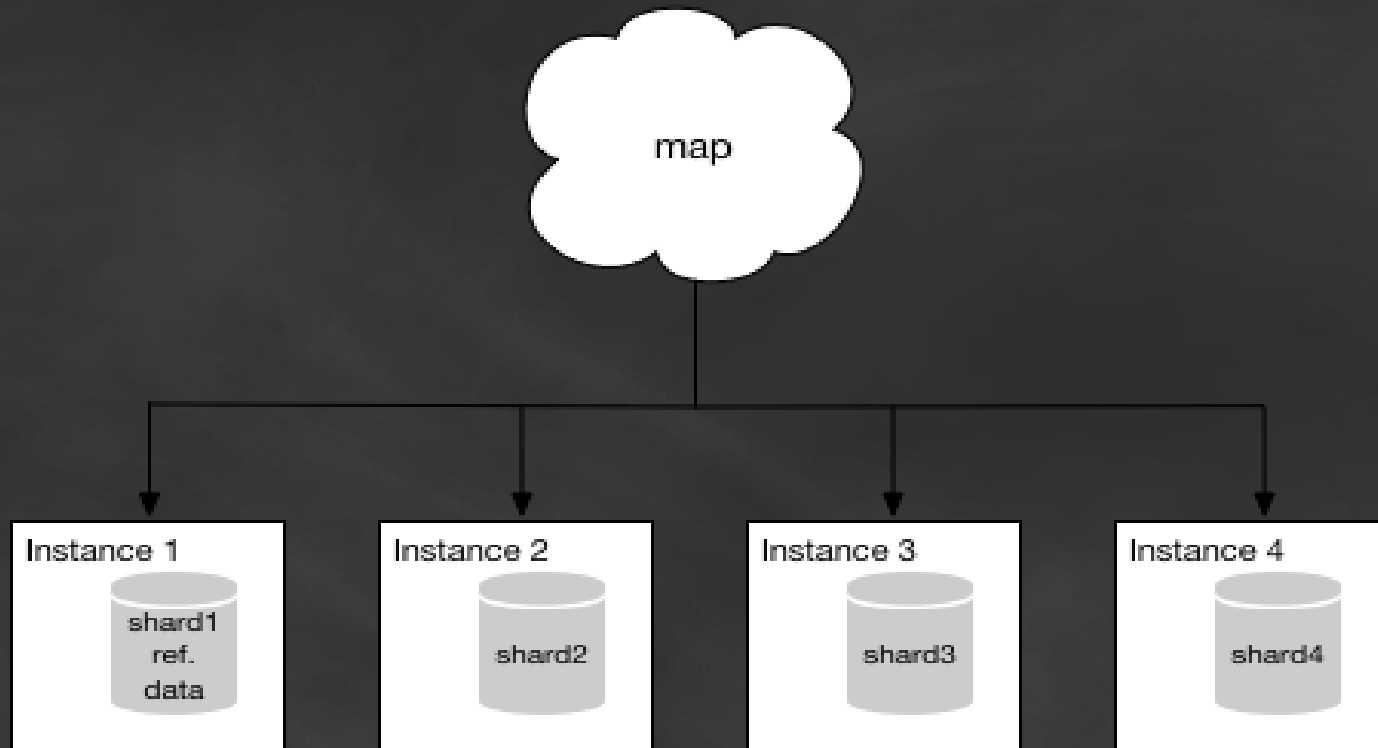 map
Instance 1
shard1
ref.
data
Instance 2
shard2
Instance 3
shard3
Instance 4
shard4